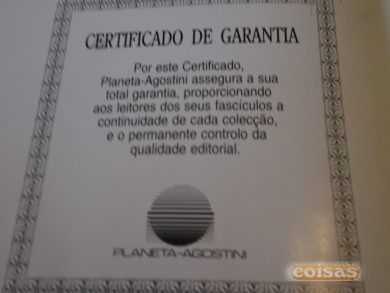 CERTIFICADO DE GARANTIA
Por este Certificado,
Planeta-Agostini assegura a sua
total garantia, proporcionando
aos leitores dos seus fascículos a
continuidade de cada colecção,
e o permanente controlo da
qualidade editorial.
PLANETA-AGOSTINI
coisas